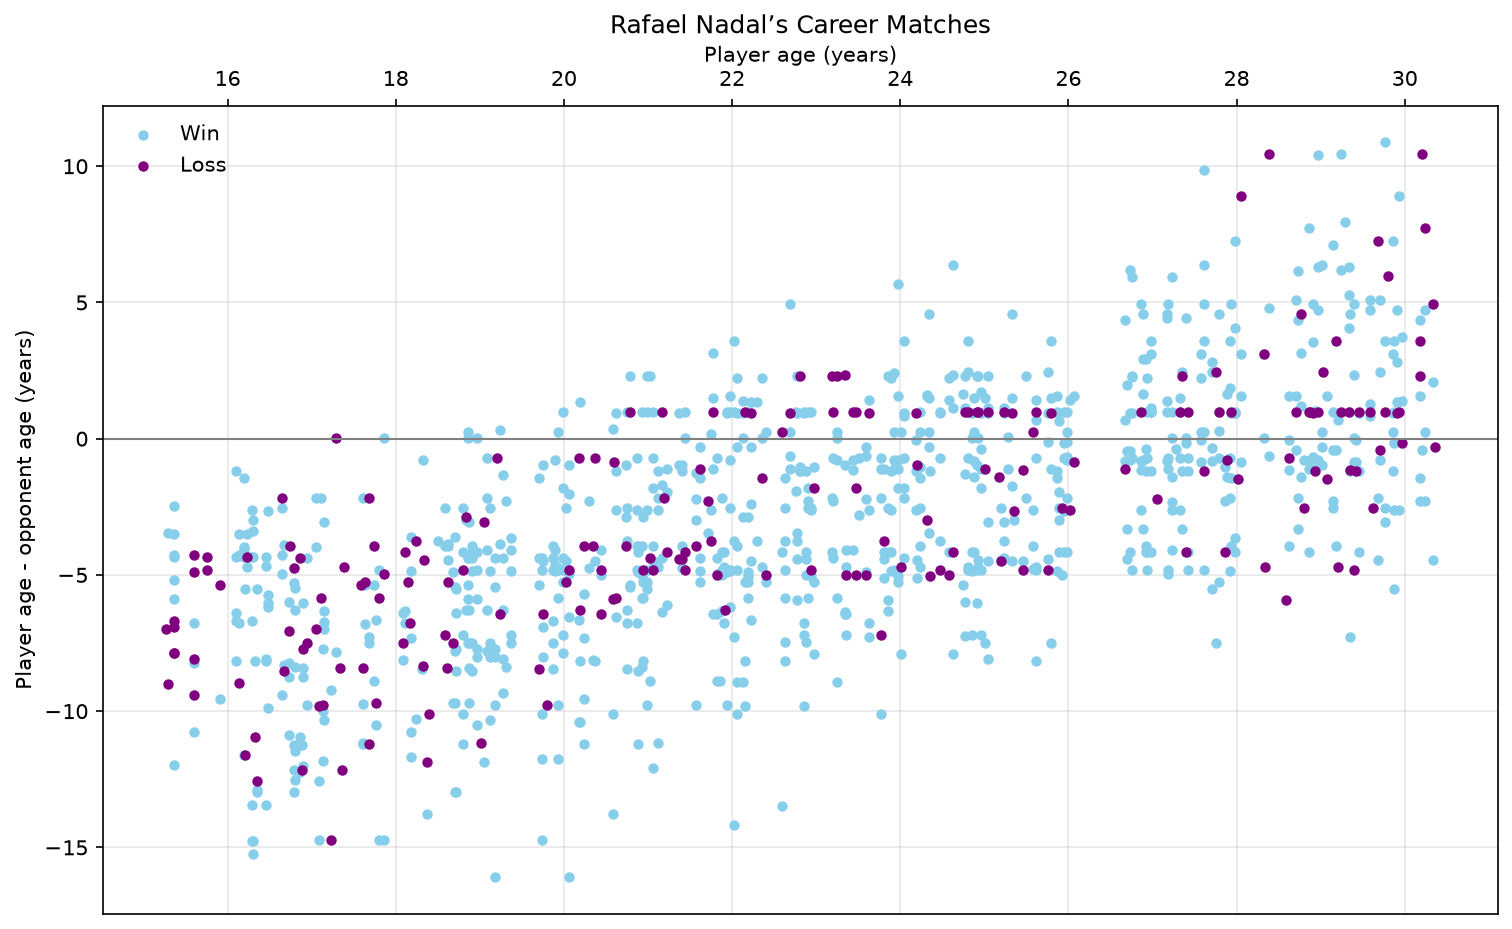 Rafael Nadal’s Career Matches
Player age (years)
16 18 20 22 24 26 28 30
Win
Loss
10
5
0
−5
−10
−15
Player age - opponent age (years)